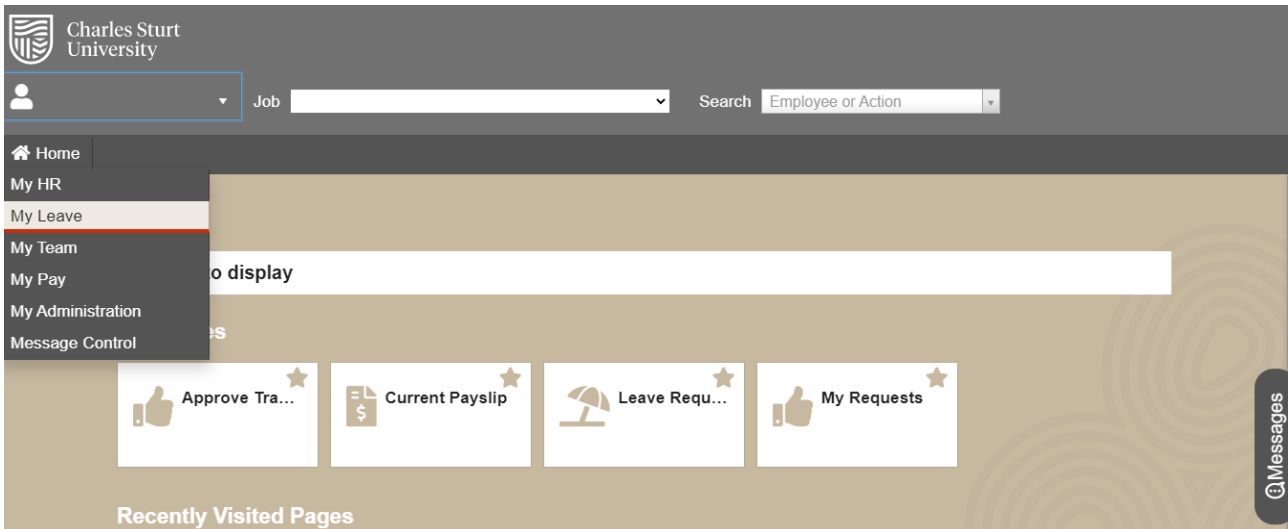 Charles Sturt
University
Job
Search
Employee or Action
Home
My HR
My Leave
My Team
My Pay
My Administration
Message Control
o display
es
Approve Tra...
Current Payslip
Leave Requ...
My Requests
Recently Visited Pages
Messages